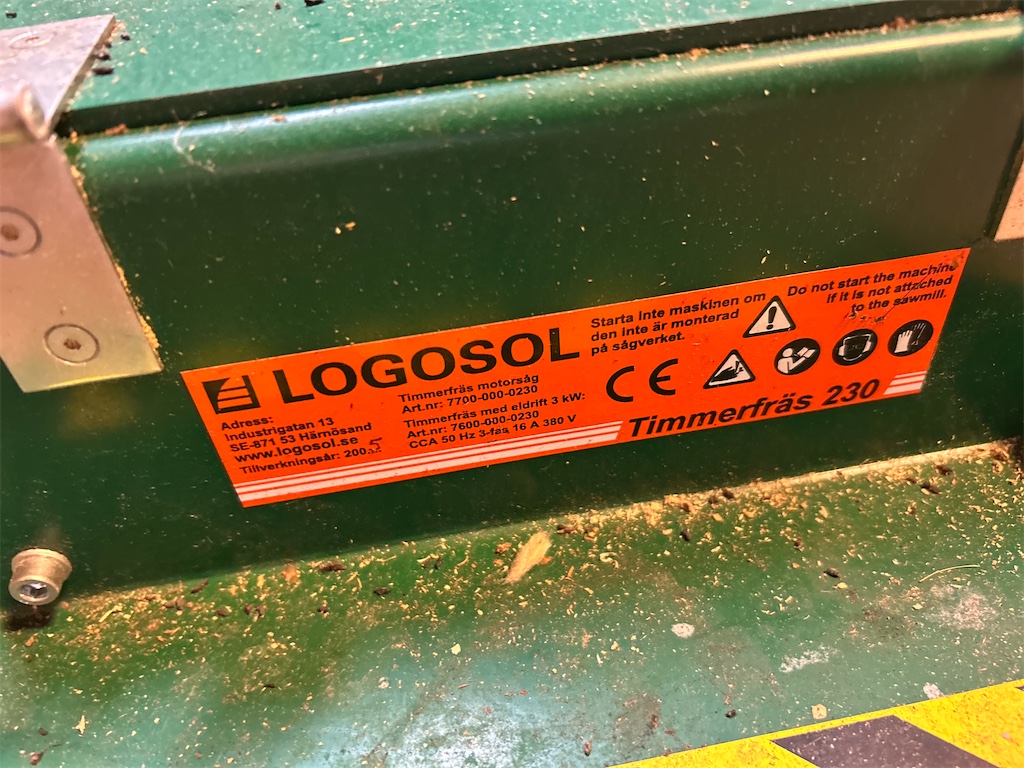 LOGOSOL
Starta inte maskinen om
den inte är monterad
på sågverket.
Do not start the machine
if it is not attached
to the sawmill.
Adress:
Industrigatan 13
SE-871 53 Härnösand
www.logosol.se
Tillverkningsår: 200
5
Timmerfräs motorsåg
Art.nr: 7700-000-0230
Timmerfräs med eldrift 3 kW:
Art.nr: 7600-000-0230
CCA 50 Hz 3-fas 16 A 380 V
CE
Timmerfräs 230